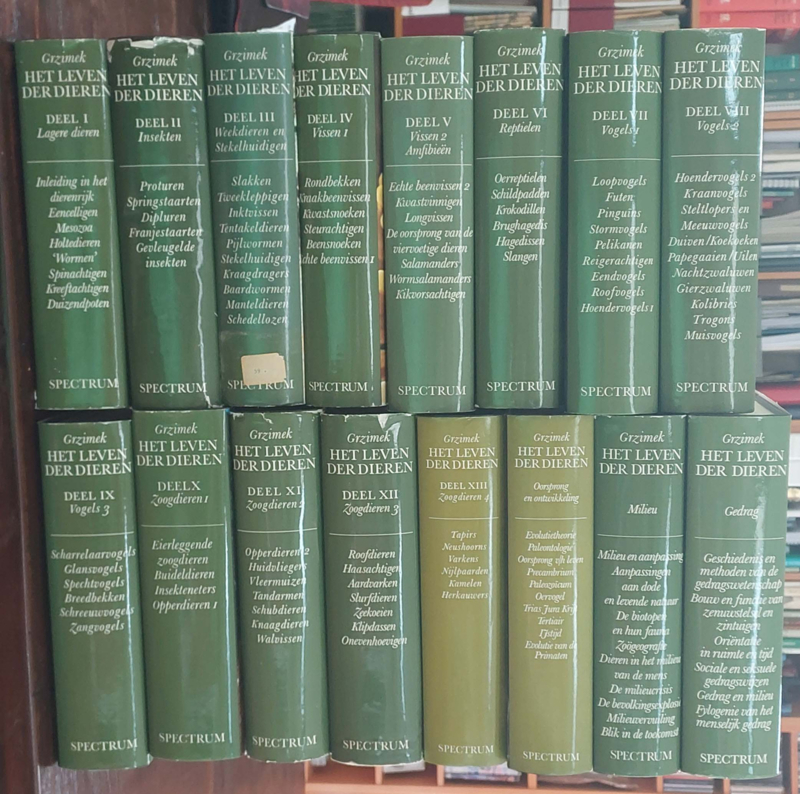 Grzimek
HET LEVEN
DER DIEREN
DEEL I
Lagere dieren
Inleiding in het
dierenrijk
Eencelligen
Mesozoa
Holtedieren
'Wormen'
Spinachtigen
Kreeftachtigen
Duizendpoten
SPECTRUM
Grzimek
HET LEVEN
DER DIEREN
DEEL II
Insekten
Proturen
Springstaarten
Dipluren
Franjestaarten
Gevleugelde
insekten
SPECTRUM
Grzimek
HET LEVEN
DER DIEREN
DEEL III
Weekdieren en
Stekelhuidigen
Slakken
Tweekleppigen
Inktvissen
Tentakeldieren
Pijlwormen
Stekelhuidigen
Kraagdragers
Baardwormen
Manteldieren
Schedellozen
SPECTRUM
Grzimek
HET LEVEN
DER DIEREN
DEEL IV
Vissen 1
Rondbekken
Kraakbeenvissen
Kwastsnoeken
Steurachtigen
Beensnoeken
Echte beenvissen 1
SPECTRUM
Grzimek
HET LEVEN
DER DIEREN
DEEL V
Vissen 2
Amfibieën
Echte beenvissen 2
Kwastvinnigen
Longvissen
De oorsprong van de
viervoetige dieren
Salamanders
Wormsalamanders
Kikvorsachtigen
SPECTRUM
Grzimek
HET LEVEN
DER DIEREN
DEEL VI
Reptielen
Oerreptielen
Schildpadden
Krokodillen
Brughagedis
Hagedissen
Slangen
SPECTRUM
Grzimek
HET LEVEN
DER DIEREN
DEEL VII
Vogels 1
Loopvogels
Futen
Pinguins
Stormvogels
Pelikanen
Reigerachtigen
Eendvogels
Roofvogels
Hoendervogels 1
SPECTRUM
Grzimek
HET LEVEN
DER DIEREN
DEEL VIII
Vogels 2
Hoendervogels 2
Kraanvogels
Steltlopers en
Meeuwvogels
Duiven/Koekoeken
Papegaaien/Uilen
Nachtzwaluwen
Gierzwaluwen
Kolibries
Trogons
Muisvogels
SPECTRUM
Grzimek
HET LEVEN
DER DIEREN
DEEL IX
Vogels 3
Scharrelaarvogels
Glansvogels
Spechtvogels
Breedbekken
Schreeuwvogels
Zangvogels
SPECTRUM
Grzimek
HET LEVEN
DER DIEREN
DEEL X
Zoogdieren 1
Eierleggende
zoogdieren
Buideldieren
Insekteneters
Opperdieren 1
SPECTRUM
Grzimek
HET LEVEN
DER DIEREN
DEEL XI
Zoogdieren 2
Opperdieren 2
Huidvliegers
Vleermuizen
Tandarmen
Schubdieren
Knaagdieren
Walvissen
SPECTRUM
Grzimek
HET LEVEN
DER DIEREN
DEEL XII
Zoogdieren 3
Roofdieren
Haasachtigen
Aardvarken
Slurfdieren
Zeekoeien
Klipdassen
Onevenhoevigen
SPECTRUM
Grzimek
HET LEVEN
DER DIEREN
DEEL XIII
Zoogdieren 4
Tapirs
Neushoorns
Varkens
Nijlpaarden
Kamelen
Herkauwers
SPECTRUM
Grzimek
HET LEVEN
DER DIEREN
Oorsprong
en ontwikkeling
Evolutietheorie
Paleontologie
Oorsprong v/h leven
Precambrium
Paleozoicum
Oervogel
Trias Jura Krijt
Tertiair
IJstijd
Evolutie van de
Primaten
SPECTRUM
Grzimek
HET LEVEN
DER DIEREN
Milieu
Milieu en aanpassing
Aanpassingen
aan dode
en levende natuur
De biotopen
en hun fauna
Zoögeografie
Dieren in het milieu
van de mens
De milieucrisis
De bevolkingsexplosie
Milieuvervuiling
Blik in de toekomst
SPECTRUM
Grzimek
HET LEVEN
DER DIEREN
Gedrag
Geschiedenis en
methoden van de
gedragswetenschap
Bouw en functie van
zenuwstelsel en
zintuigen
Oriëntatie
in ruimte en tijd
Sociale en seksuele
gedragswijzen
Gedrag en milieu
Fylogenie van het
menselijk gedrag
SPECTRUM